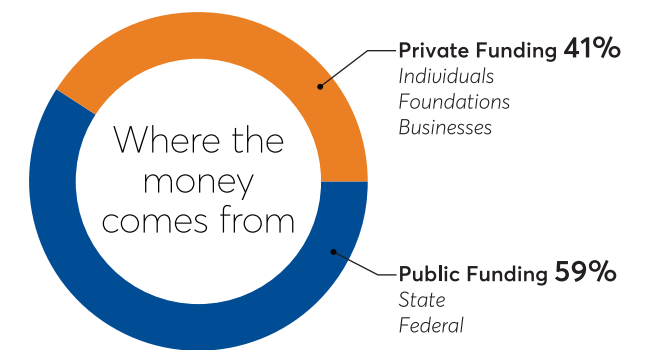 Where the
money
comes from
Private Funding 41%
Individuals
Foundations
Businesses
Public Funding 59%
State
Federal